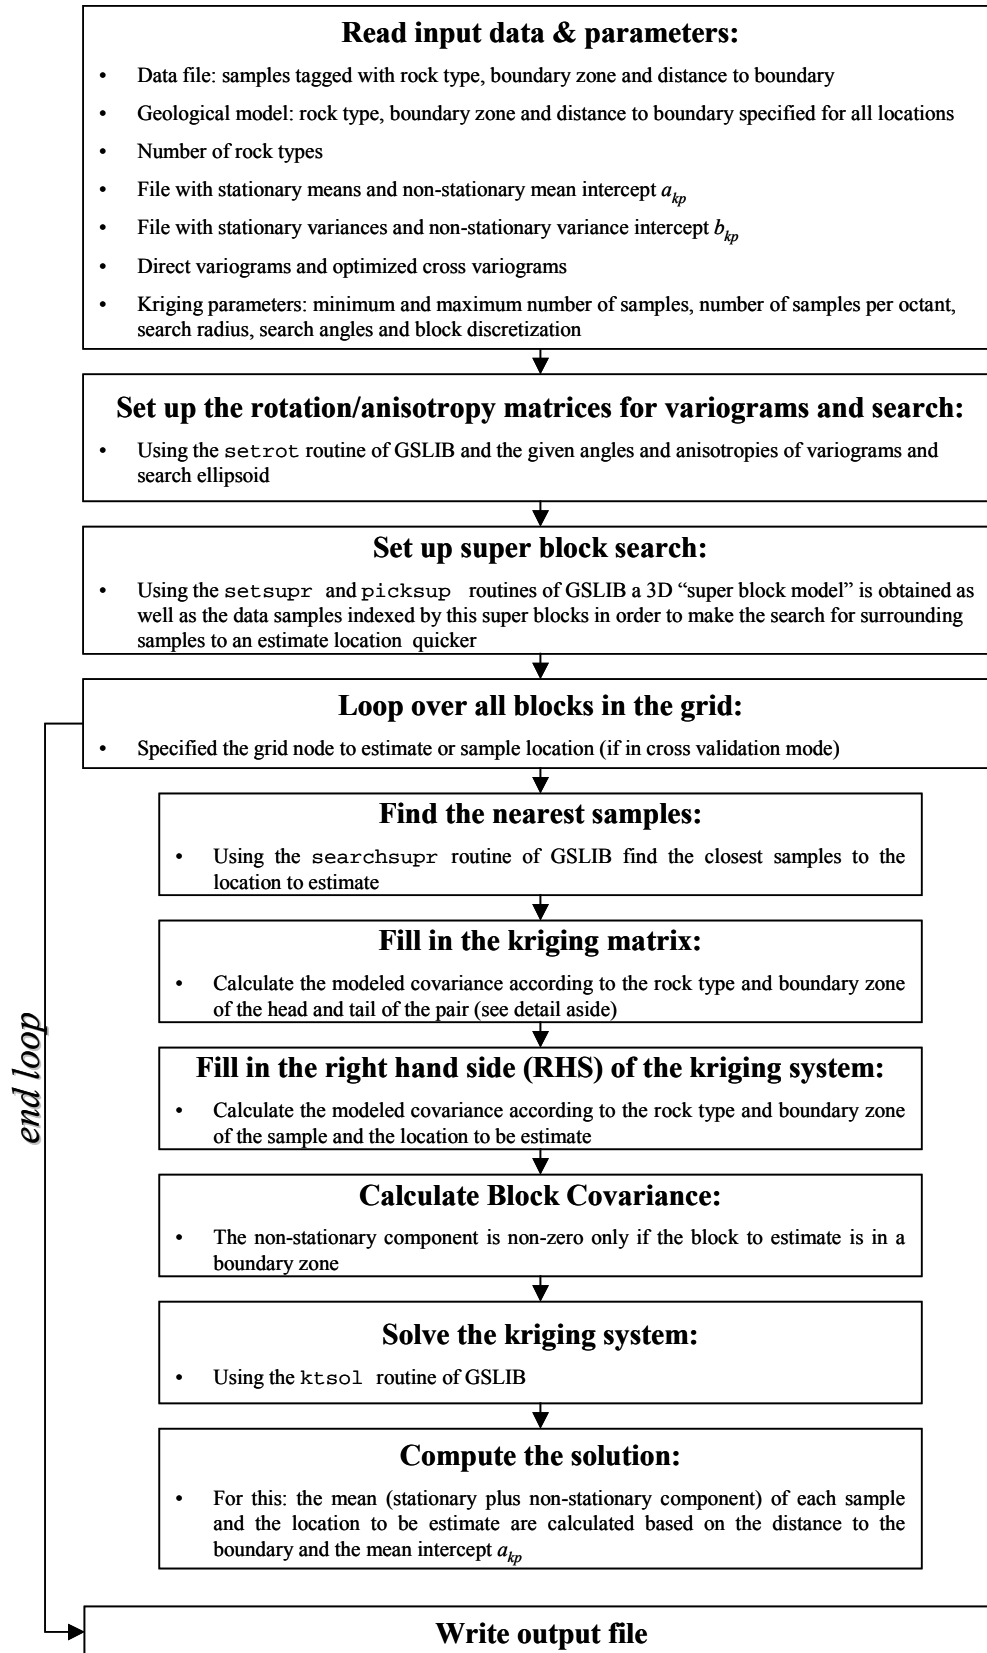 Read input data & parameters:
• Data file: samples tagged with rock type, boundary zone and distance to boundary
• Geological model: rock type, boundary zone and distance to boundary specified for all locations
• Number of rock types
• File with stationary means and non-stationary mean intercept a_kp
• File with stationary variances and non-stationary variance intercept b_kp
• Direct variograms and optimized cross variograms
• Kriging parameters: minimum and maximum number of samples, number of samples per octant,
search radius, search angles and block discretization
Set up the rotation/anisotropy matrices for variograms and search:
• Using the setrot routine of GSLIB and the given angles and anisotropies of variograms and
search ellipsoid
Set up super block search:
• Using the setsupr and picksup routines of GSLIB a 3D “super block model” is obtained as
well as the data samples indexed by this super blocks in order to make the search for surrounding
samples to an estimate location quicker
Loop over all blocks in the grid:
• Specified the grid node to estimate or sample location (if in cross validation mode)
Find the nearest samples:
• Using the searchsupr routine of GSLIB find the closest samples to the
location to estimate
Fill in the kriging matrix:
• Calculate the modeled covariance according to the rock type and boundary zone
of the head and tail of the pair (see detail aside)
Fill in the right hand side (RHS) of the kriging system:
• Calculate the modeled covariance according to the rock type and boundary zone
of the sample and the location to be estimate
Calculate Block Covariance:
• The non-stationary component is non-zero only if the block to estimate is in a
boundary zone
Solve the kriging system:
• Using the ktsol routine of GSLIB
Compute the solution:
• For this: the mean (stationary plus non-stationary component) of each sample
and the location to be estimate are calculated based on the distance to the
boundary and the mean intercept a_kp
end loop
Write output file